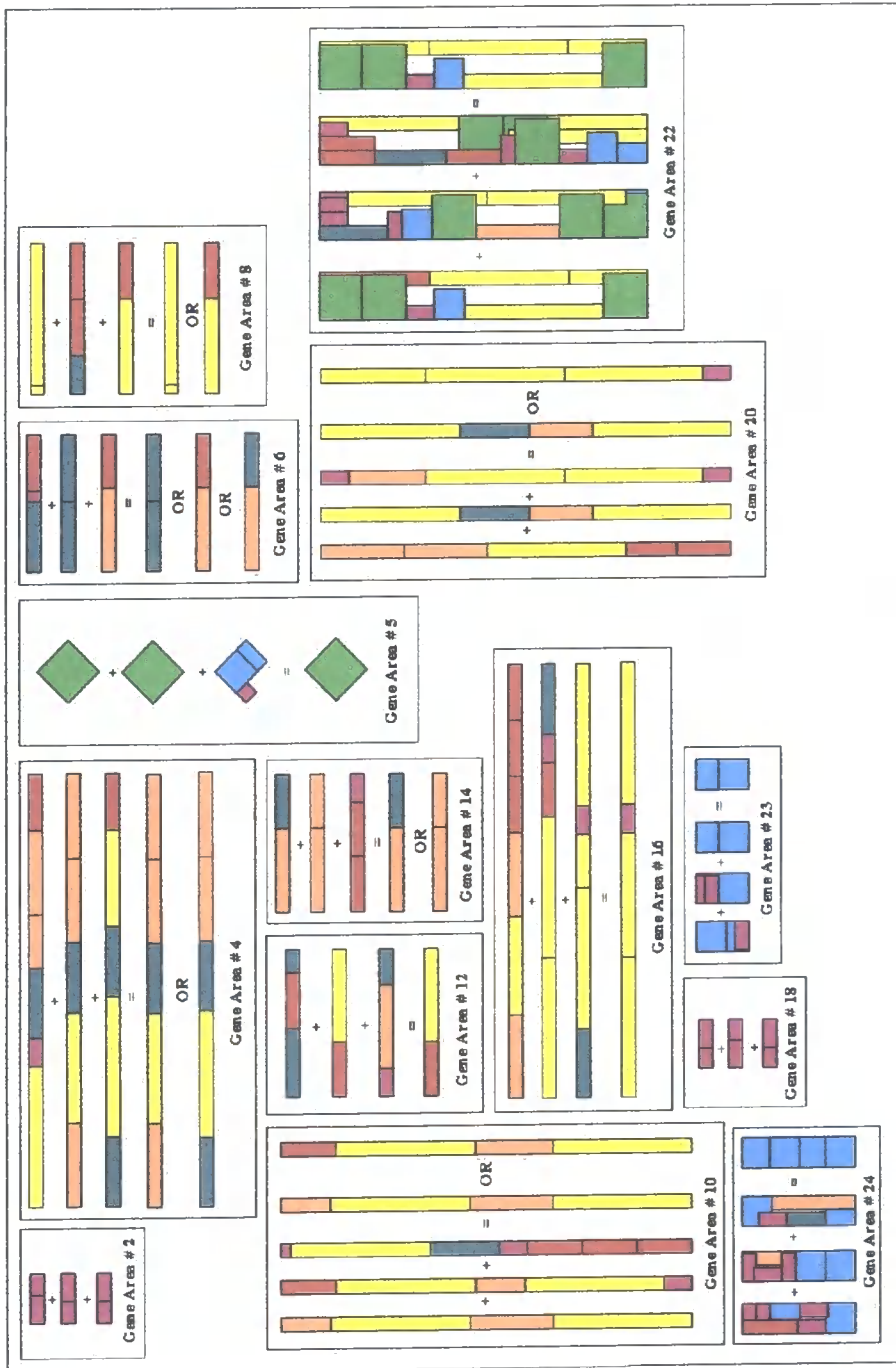 +
+
Gene Area # 2
+
+
=
OR
Gene Area # 4
+
+
=
Gene Area # 5
+
+
=
OR
OR
Gene Area # 6
+
+
=
OR
Gene Area # 8
+ + = OR
Gene Area # 10
+
+
=
Gene Area # 12
+
+
=
OR
Gene Area # 14
+
+
=
Gene Area # 16
+ + = OR
Gene Area # 20
+ + =
Gene Area # 22
+ + =
Gene Area # 24
+
+
Gene Area # 18
+ + =
Gene Area # 23